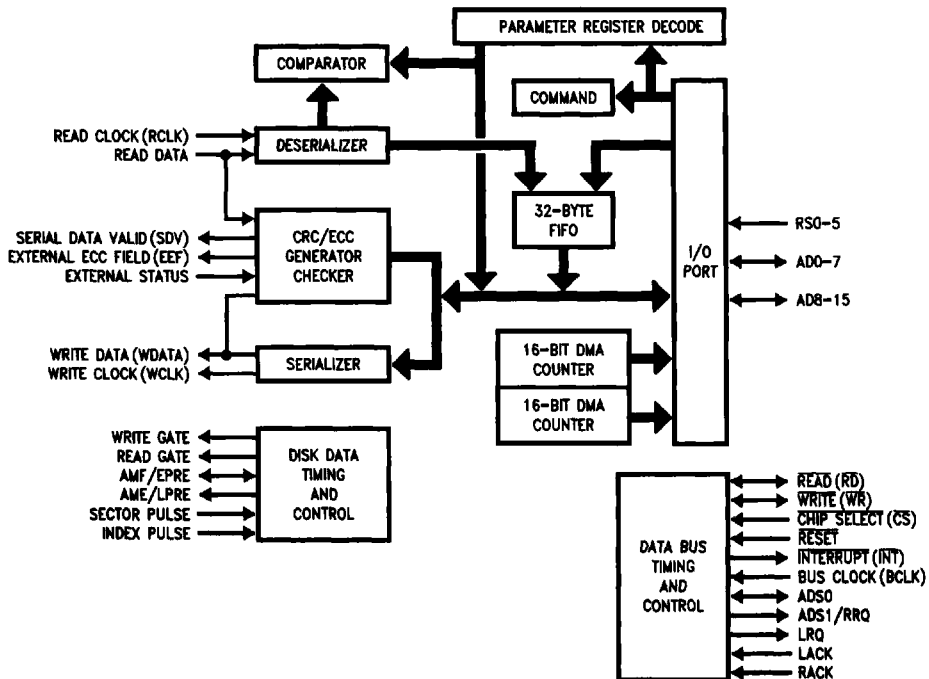 PARAMETER REGISTER DECODE
COMPARATOR
COMMAND
READ CLOCK (RCLK)
READ DATA
DESERIALIZER
32-BYTE
FIFO
SERIAL DATA VALID (SDV)
EXTERNAL ECC FIELD (EEF)
EXTERNAL STATUS
CRC/ECC
GENERATOR
CHECKER
I/O
PORT
RS0-5
AD0-7
AD8-15
WRITE DATA (WDATA)
WRITE CLOCK (WCLK)
SERIALIZER
16-BIT DMA
COUNTER
16-BIT DMA
COUNTER
WRITE GATE
READ GATE
AMF/EPRE
AME/LPRE
SECTOR PULSE
INDEX PULSE
DISK DATA
TIMING
AND
CONTROL
DATA BUS
TIMING
AND
CONTROL
READ (RD)
WRITE (WR)
CHIP SELECT (CS)
RESET
INTERRUPT (INT)
BUS CLOCK (BCLK)
ADS0
ADS1/RRQ
LRQ
LACK
RACK